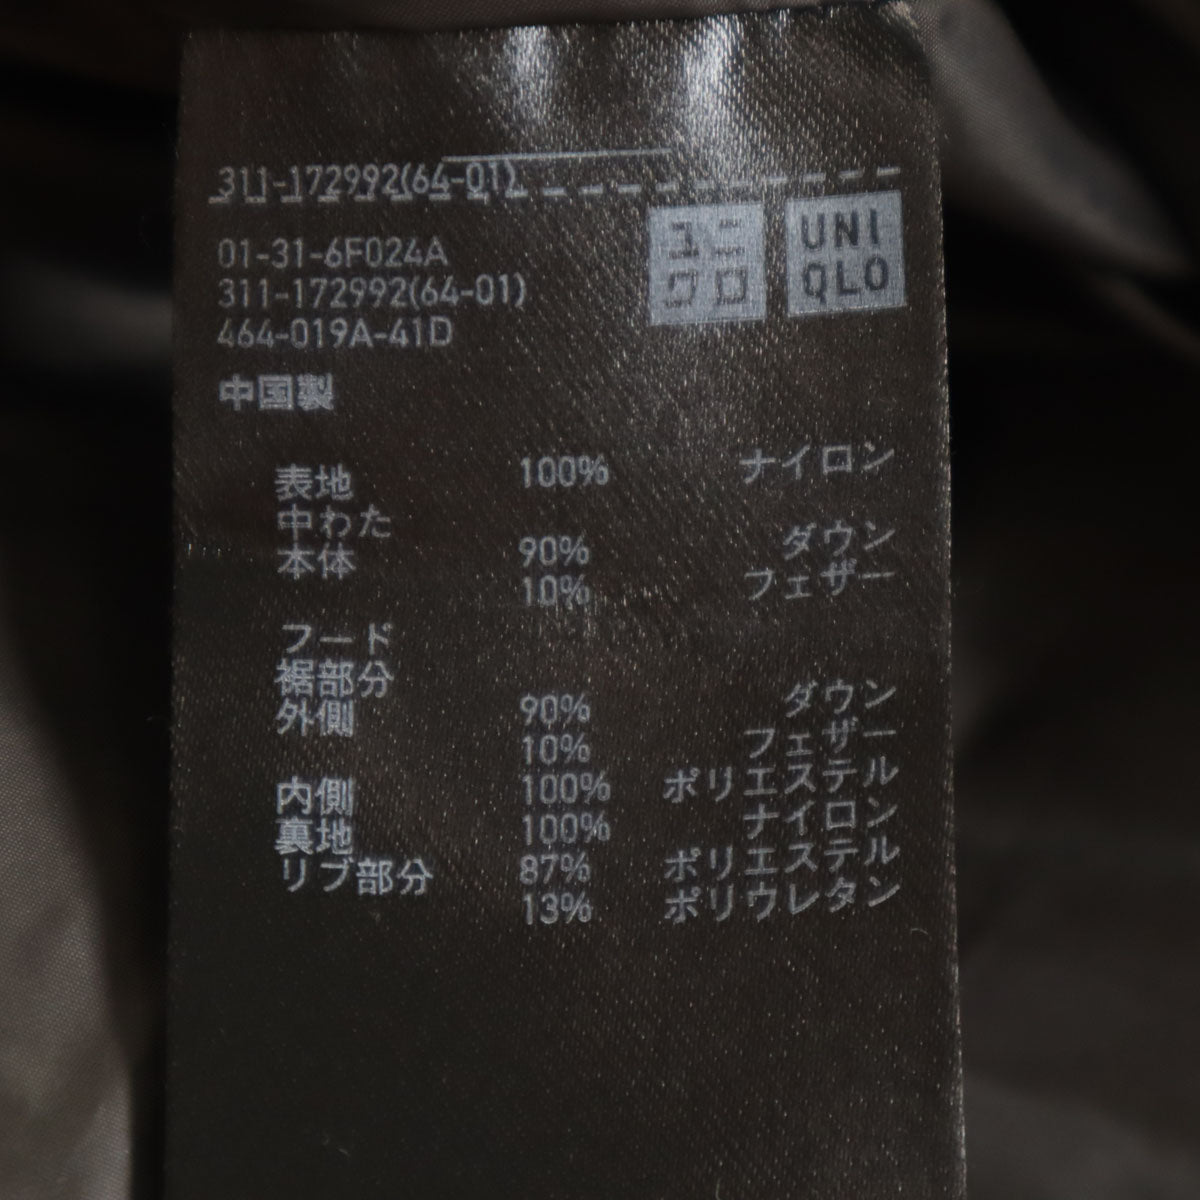 311-172992(64-01)
ユニ
クロ
UNI
QLO
01-31-6F024A
311-172992(64-01)
464-019A-41D
中国製
表地 100% ナイロン
中わた
本体 90% ダウン
10% フェザー
フード
裾部分
外側 90% ダウン
10% フェザー
内側 100% ポリエステル
裏地 100% ナイロン
リブ部分 87% ポリエステル
13% ポリウレタン